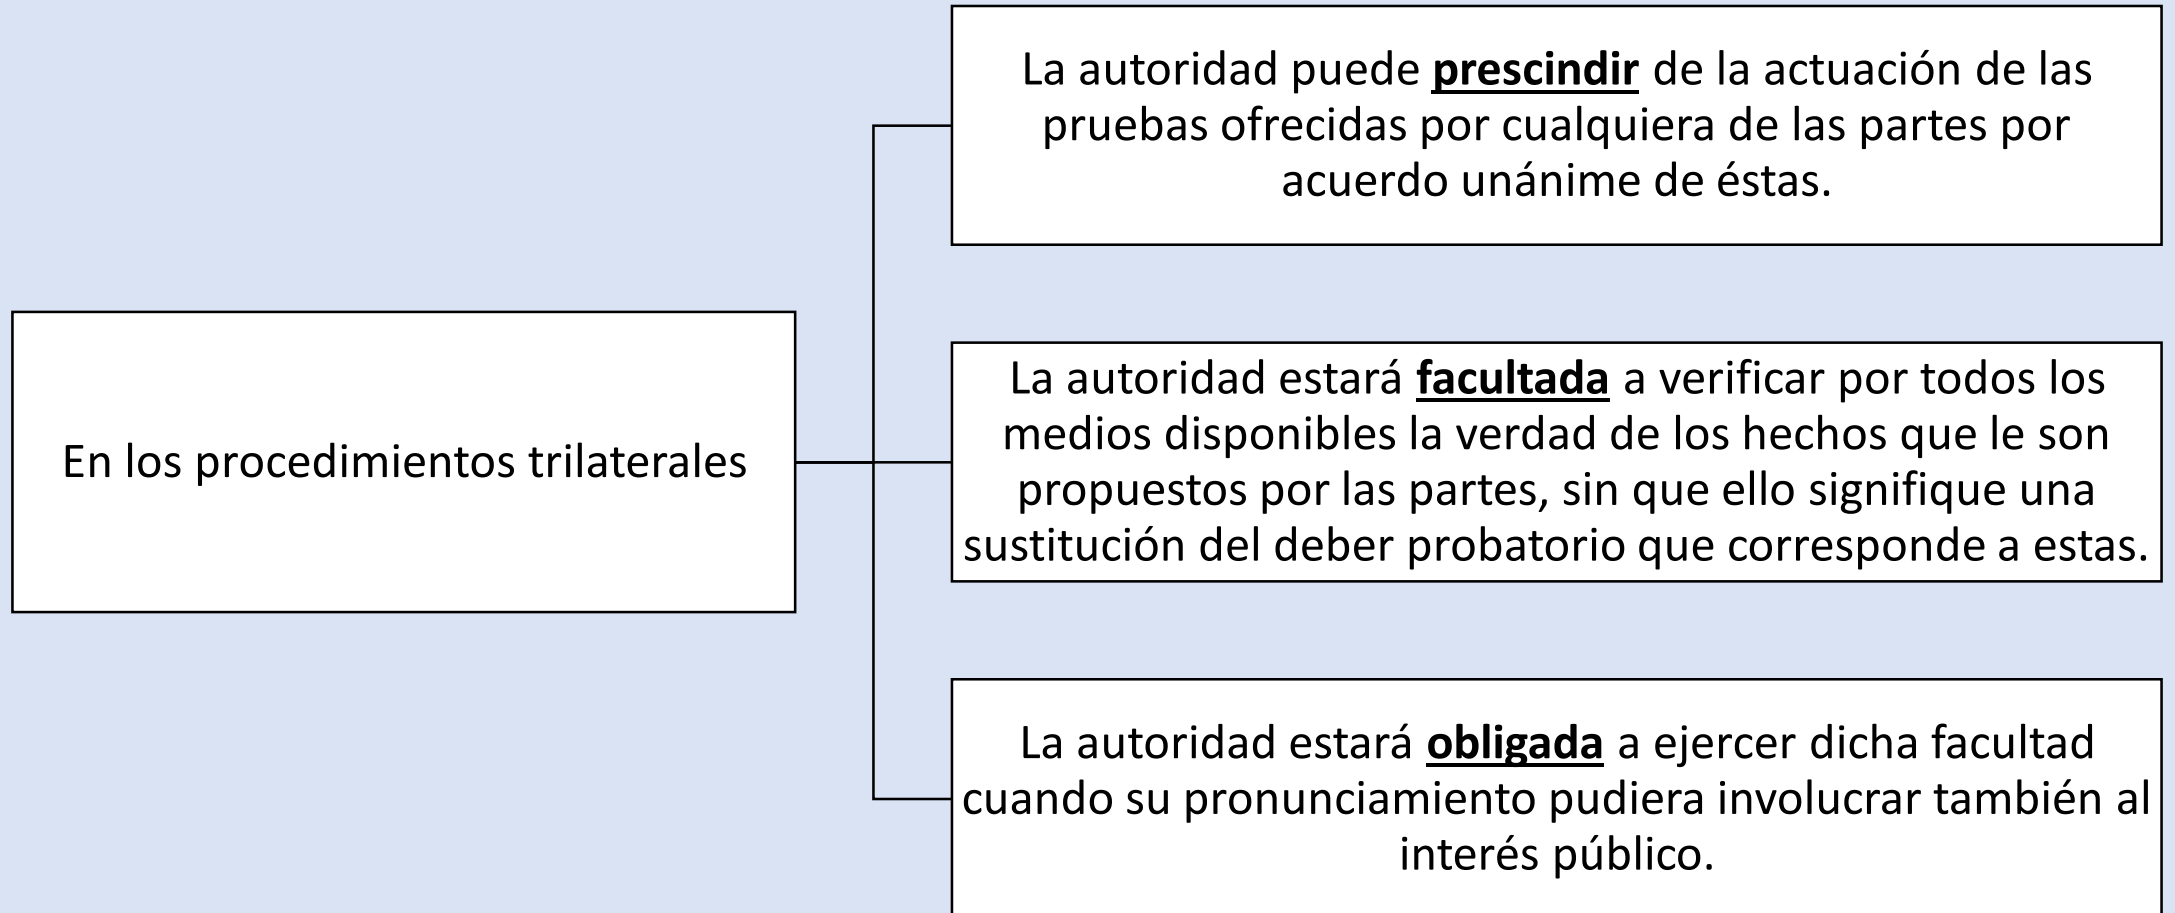 La autoridad puede prescindir de la actuación de las
pruebas ofrecidas por cualquiera de las partes por
acuerdo unánime de éstas.
En los procedimientos trilaterales
La autoridad estará facultada a verificar por todos los
medios disponibles la verdad de los hechos que le son
propuestos por las partes, sin que ello signifique una
sustitución del deber probatorio que corresponde a estas.
La autoridad estará obligada a ejercer dicha facultad
cuando su pronunciamiento pudiera involucrar también al
interés público.